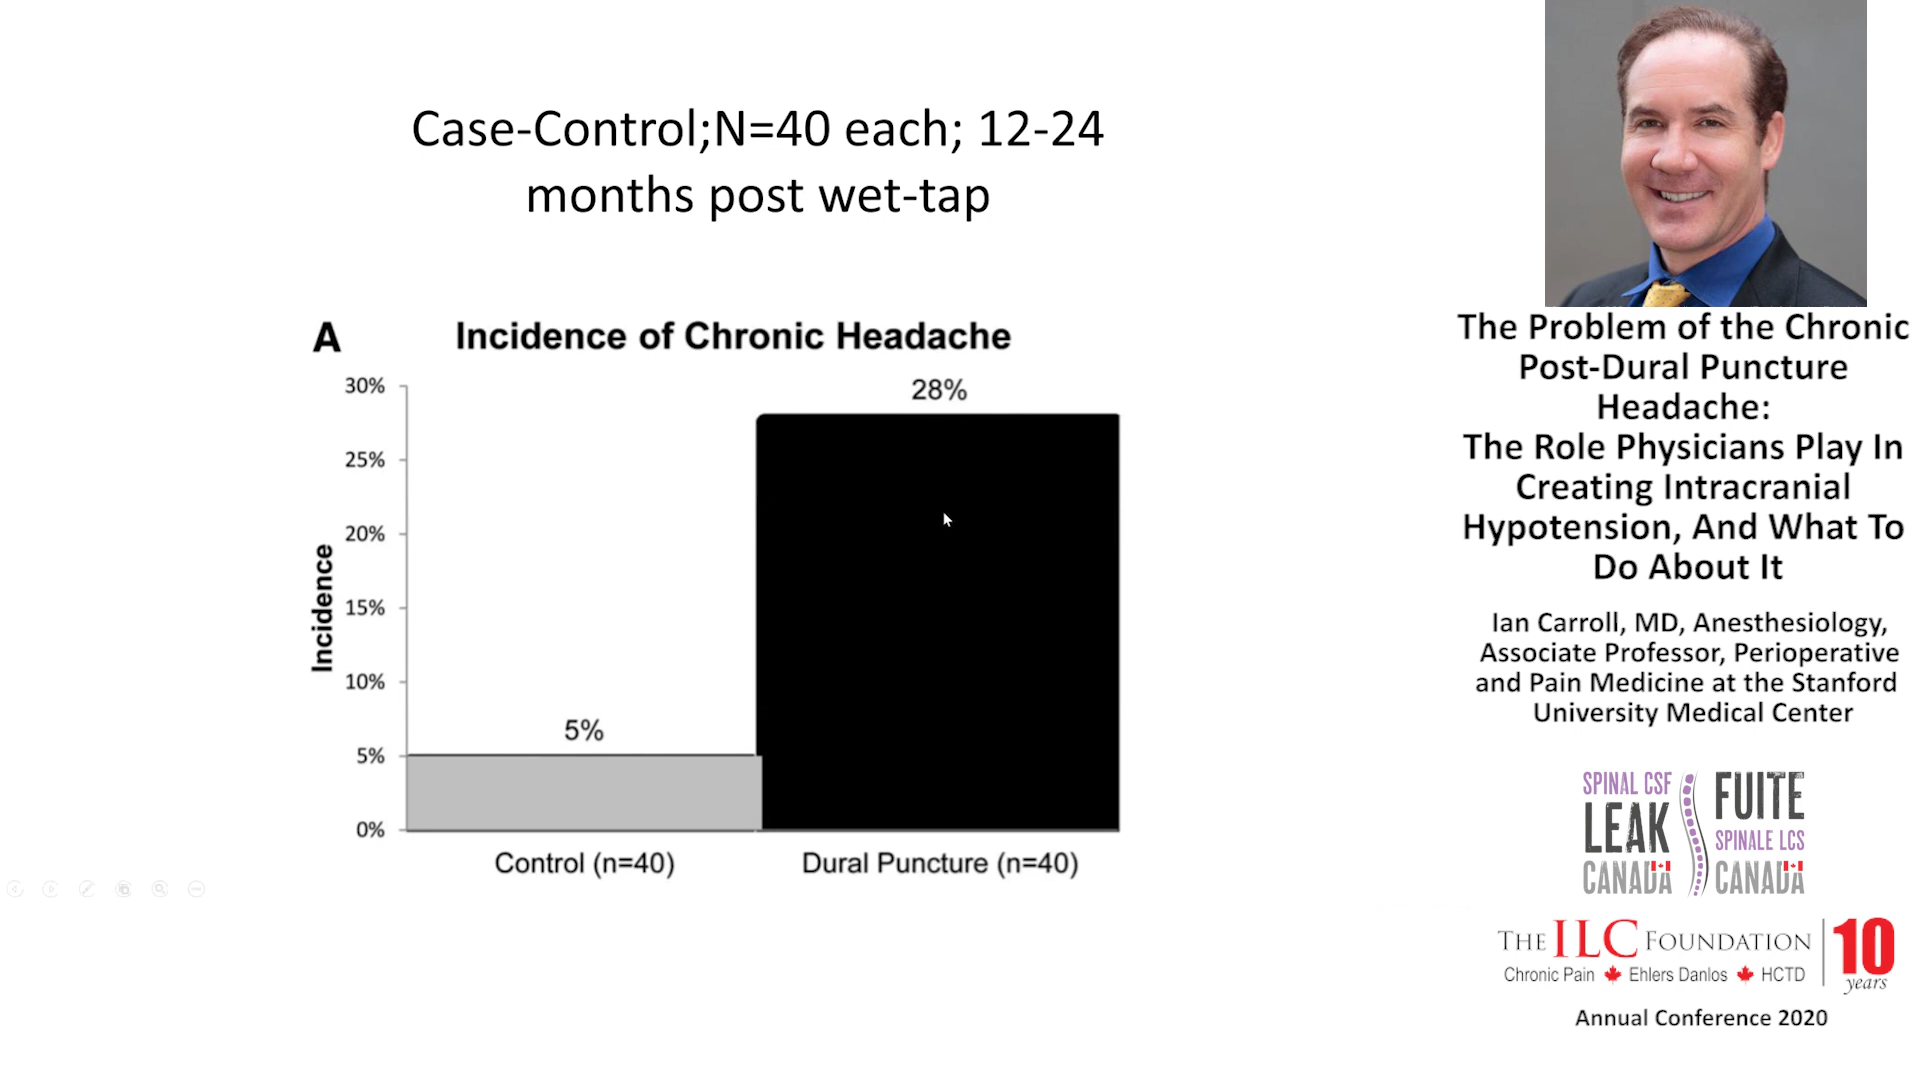 Case-Control;N=40 each; 12-24
months post wet-tap
A Incidence of Chronic Headache
30%
25%
20%
15%
10%
5%
0%
Incidence
5%
28%
Control (n=40)
Dural Puncture (n=40)
The Problem of the Chronic
Post-Dural Puncture
Headache:
The Role Physicians Play In
Creating Intracranial
Hypotension, And What To
Do About It
Ian Carroll, MD, Anesthesiology,
Associate Professor, Perioperative
and Pain Medicine at the Stanford
University Medical Center
SPINAL CSF
LEAK
CANADA
FUITE
SPINALE LCS
CANADA
THE ILC FOUNDATION
Chronic Pain Ehlers Danlos HCTD
10
years
Annual Conference 2020